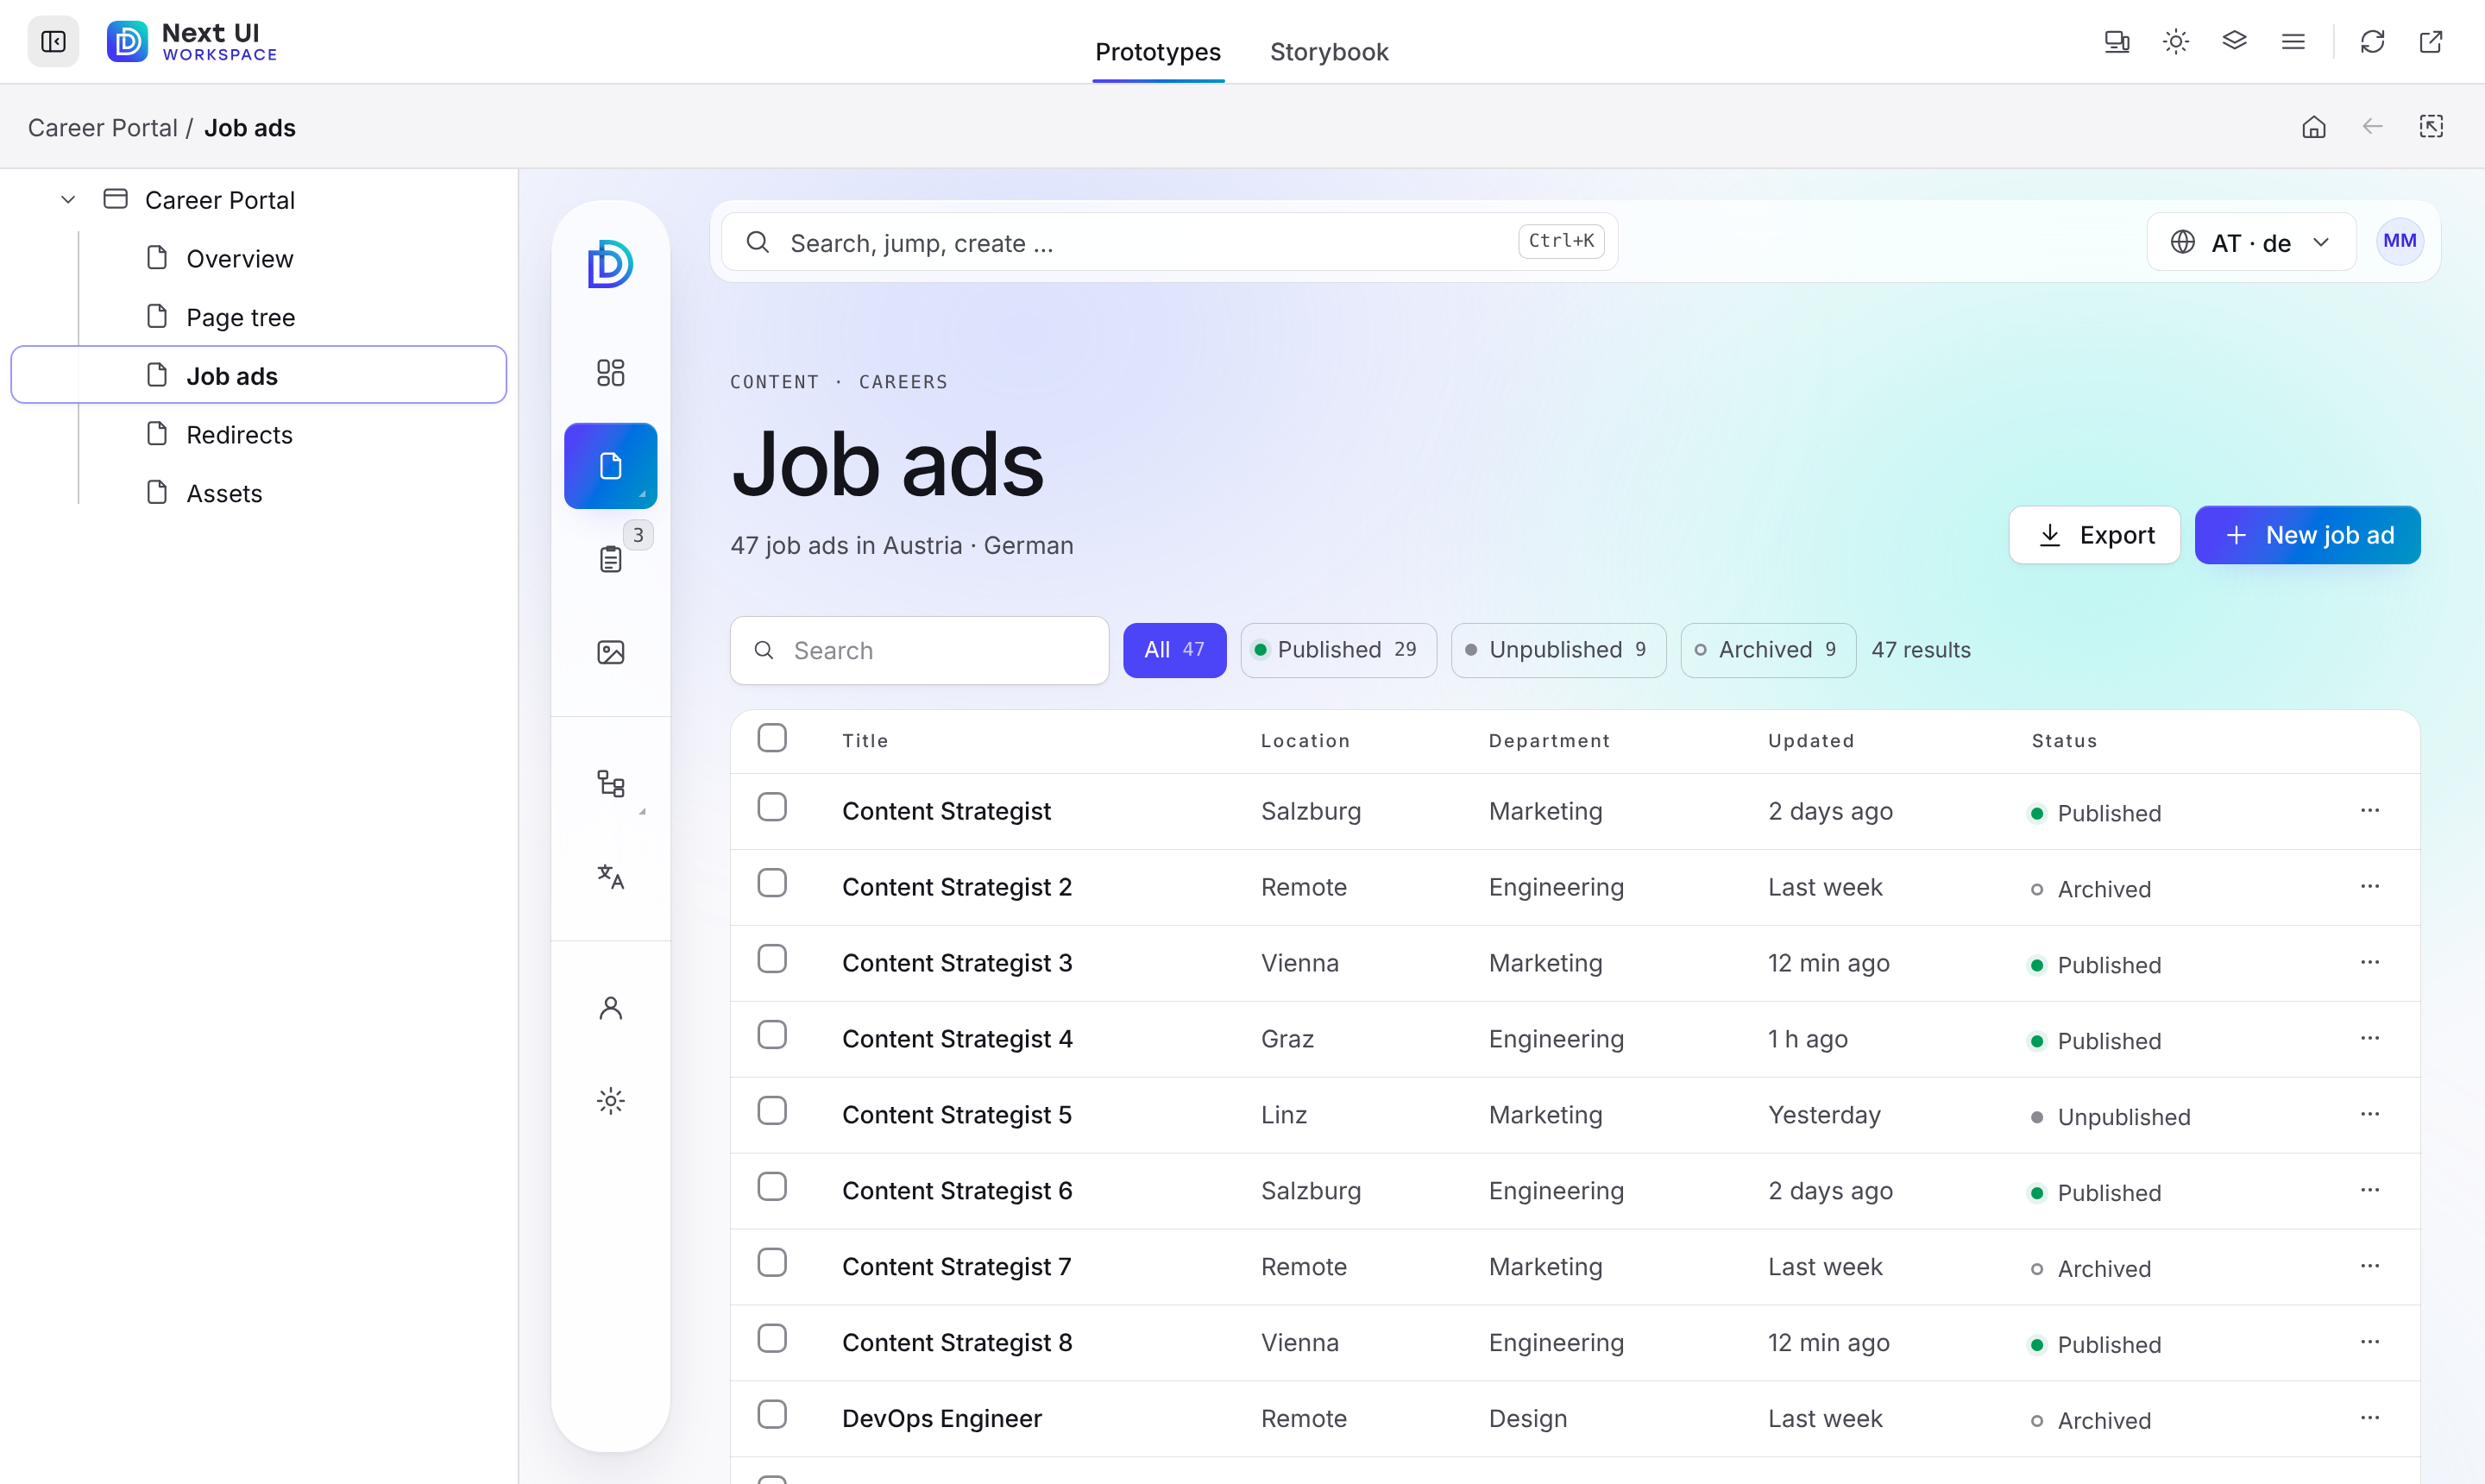 Next UI
WORKSPACE
Prototypes Storybook
Career Portal / Job ads
Career Portal
Overview
Page tree
Job ads
Redirects
Assets
Search, jump, create ... Ctrl+K
AT · de MM
3
CONTENT · CAREERS
Job ads
47 job ads in Austria · German
Export + New job ad
Search All 47 Published 29 Unpublished 9 Archived 9 47 results
Title Location Department Updated Status
Content Strategist Salzburg Marketing 2 days ago Published ...
Content Strategist 2 Remote Engineering Last week Archived ...
Content Strategist 3 Vienna Marketing 12 min ago Published ...
Content Strategist 4 Graz Engineering 1 h ago Published ...
Content Strategist 5 Linz Marketing Yesterday Unpublished ...
Content Strategist 6 Salzburg Engineering 2 days ago Published ...
Content Strategist 7 Remote Marketing Last week Archived ...
Content Strategist 8 Vienna Engineering 12 min ago Published ...
DevOps Engineer Remote Design Last week Archived ...